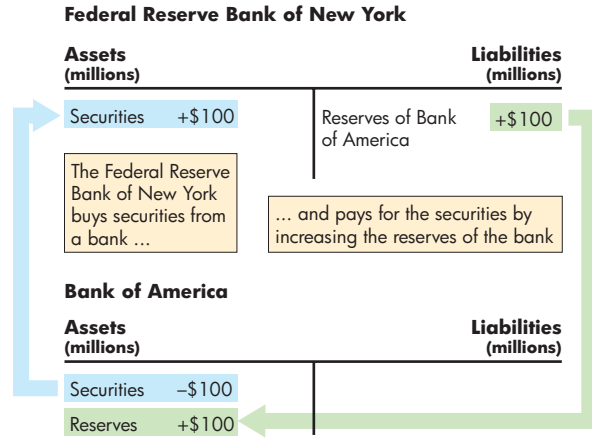 Federal Reserve Bank of New York
Assets
(millions)
Liabilities
(millions)
Securities +$100
Reserves of Bank
of America
+$100
The Federal Reserve
Bank of New York
buys securities from
a bank ...
... and pays for the securities by
increasing the reserves of the bank
Bank of America
Assets
(millions)
Liabilities
(millions)
Securities –$100
Reserves +$100